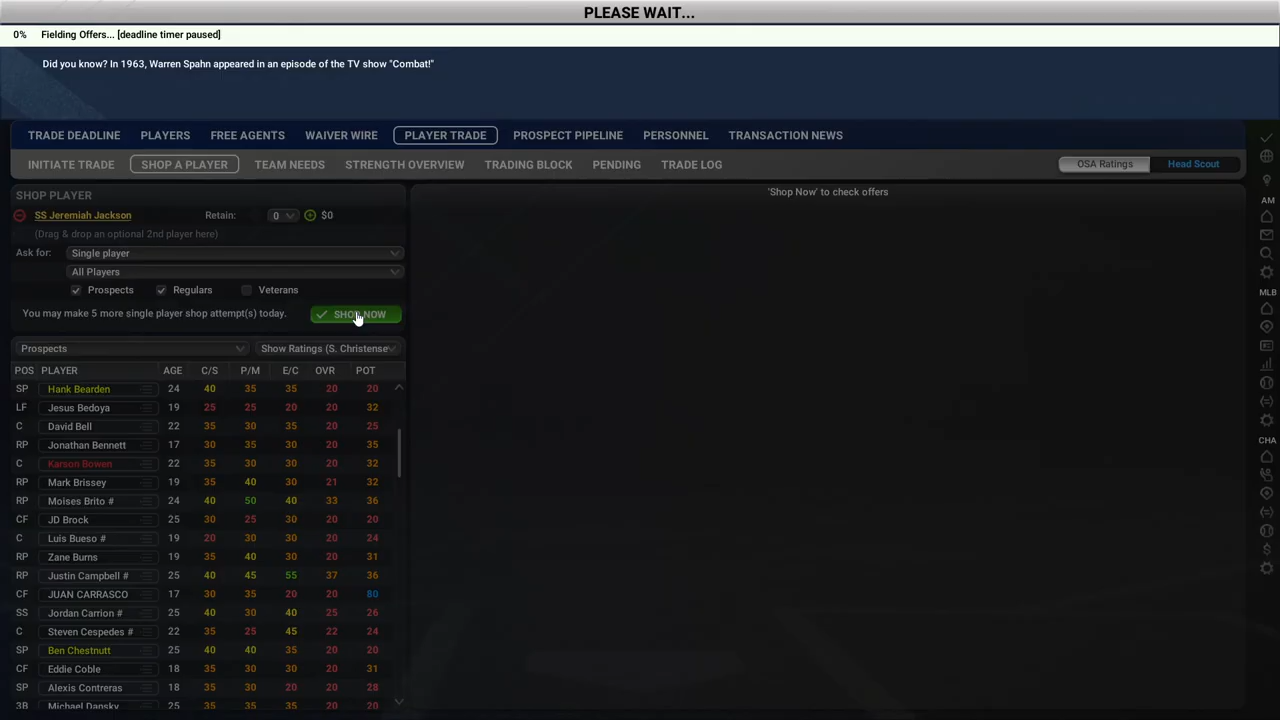 PLEASE WAIT...
0% Fielding Offers... [deadline timer paused]
Did you know? In 1963, Warren Spahn appeared in an episode of the TV show "Combat!"
TRADE DEADLINE PLAYERS FREE AGENTS WAIVER WIRE PLAYER TRADE PROSPECT PIPELINE PERSONNEL TRANSACTION NEWS
INITIATE TRADE SHOP A PLAYER TEAM NEEDS STRENGTH OVERVIEW TRADING BLOCK PENDING TRADE LOG OSA Ratings Head Scout
SHOP PLAYER
'Shop Now' to check offers
SS Jeremiah Jackson Retain: 0 $0
(Drag & drop an optional 2nd player here)
Ask for: Single player
All Players
Prospects Regulars Veterans
You may make 5 more single player shop attempt(s) today. SHOP NOW
Prospects Show Ratings (S. Christense
POS PLAYER AGE C/S P/M E/C OVR POT
SP Hank Bearden 24 40 35 35 20 20
LF Jesus Bedoya 19 25 25 20 20 32
C David Bell 22 35 30 35 20 25
RP Jonathan Bennett 17 30 35 30 20 35
C Karson Bowen 22 35 30 30 20 32
RP Mark Brissey 19 35 40 30 21 32
RP Moises Brito # 24 40 50 40 33 36
CF JD Brock 25 30 25 30 20 20
C Luis Bueso # 19 20 30 30 20 24
RP Zane Burns 19 35 40 30 20 31
RP Justin Campbell # 25 40 45 55 37 36
CF JUAN CARRASCO 17 30 35 20 20 80
SS Jordan Carrion # 25 40 30 40 25 26
C Steven Cespedes # 22 35 25 45 22 24
SP Ben Chestnutt 25 40 40 35 20 20
CF Eddie Coble 18 35 30 30 20 31
SP Alexis Contreras 18 35 30 20 20 28
3B Michael Dansky 25 35 35 35 20 20
AM
MLB
CHA